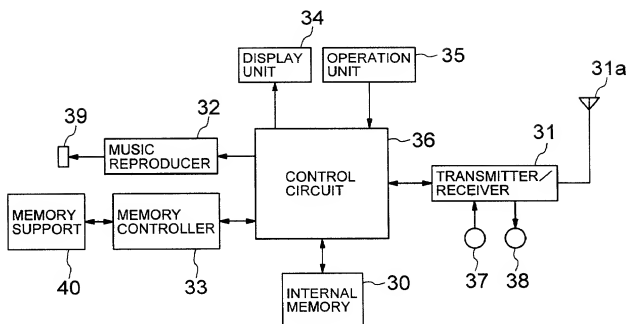 34
DISPLAY
UNIT
OPERATION
UNIT
35
31a
39
32
MUSIC
REPRODUCER
36
CONTROL
CIRCUIT
31
TRANSMITTER/
RECEIVER
MEMORY
SUPPORT
MEMORY
CONTROLLER
40
33
37
38
INTERNAL
MEMORY
30